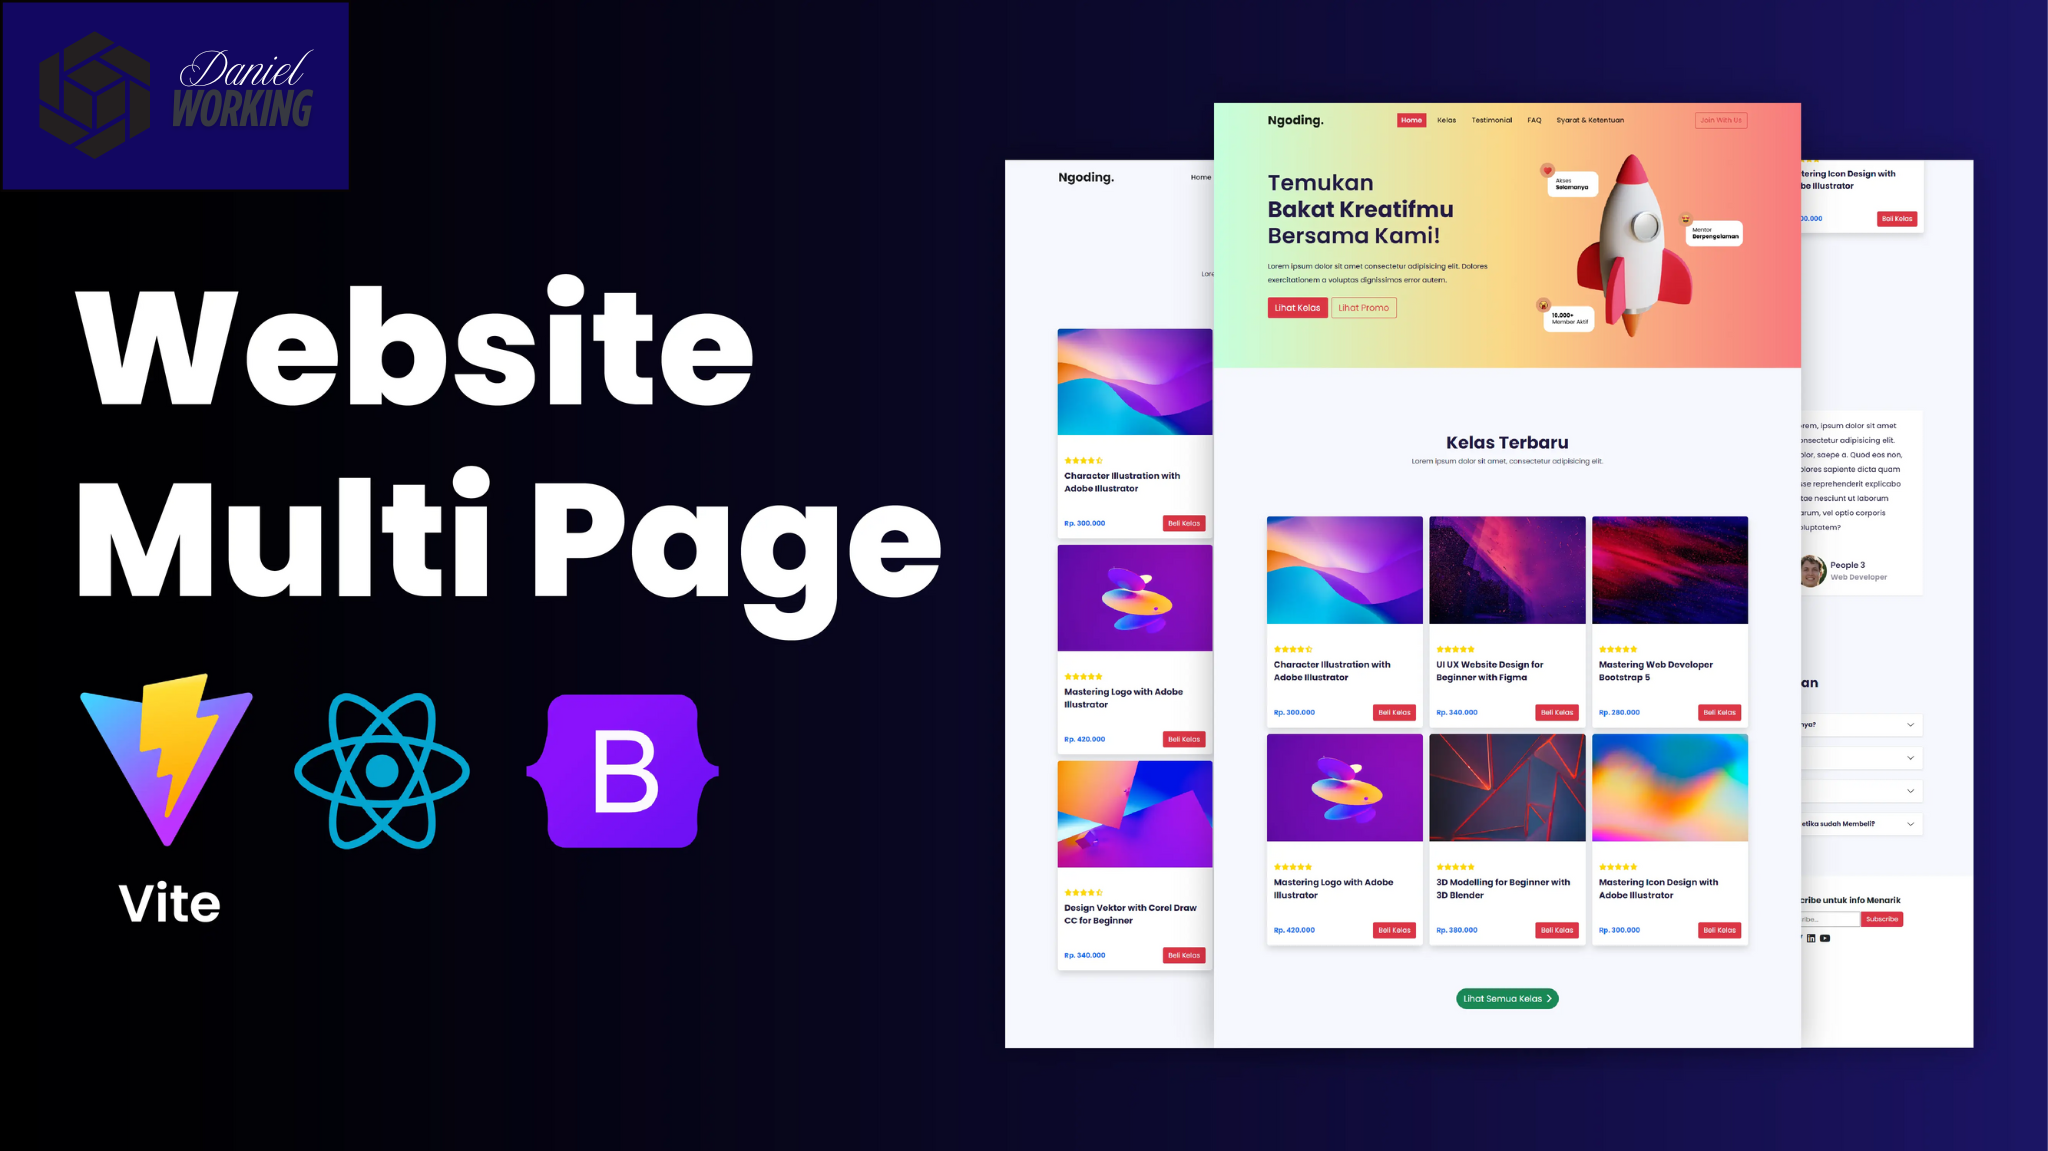 Daniel
WORKING
Website
Multi Page
Vite
B
Ngoding.
Home
Character Illustration with
Adobe Illustrator
Rp. 300.000
Beli Kelas
Mastering Logo with Adobe
Illustrator
Rp. 420.000
Beli Kelas
Design Vektor with Corel Draw
CC for Beginner
Rp. 340.000
Beli Kelas
Ngoding.
Home Kelas Testimonial FAQ Syarat & Ketentuan
Join With Us
Temukan
Bakat Kreatifmu
Bersama Kami!
Lorem ipsum dolor sit amet consectetur adipisicing elit. Dolores
exercitationem a voluptas dignissimos error autem.
Lihat Kelas Lihat Promo
Akses
Selamanya
Mentor
Berpengalaman
10.000+
Member Aktif
Kelas Terbaru
Lorem ipsum dolor sit amet, consectetur adipisicing elit.
Character Illustration with
Adobe Illustrator
Rp. 300.000
Beli Kelas
UI UX Website Design for
Beginner with Figma
Rp. 340.000
Beli Kelas
Mastering Web Developer
Bootstrap 5
Rp. 280.000
Beli Kelas
Mastering Logo with Adobe
Illustrator
Rp. 420.000
Beli Kelas
3D Modelling for Beginner with
3D Blender
Rp. 380.000
Beli Kelas
Mastering Icon Design with
Adobe Illustrator
Rp. 300.000
Beli Kelas
Lihat Semua Kelas
tering Icon Design with
be Illustrator
00.000
Beli Kelas
rem, ipsum dolor sit amet
onsectetur adipisicing elit.
olor, saepe a. Quod eos non,
olores sapiente dicta quam
sse reprehenderit explicabo
tae nesciunt ut laborum
arum, vel optio corporis
oluptatem?
People 3
Web Developer
an
nya?
etika sudah Membeli?
cribe untuk info Menarik
Subscribe